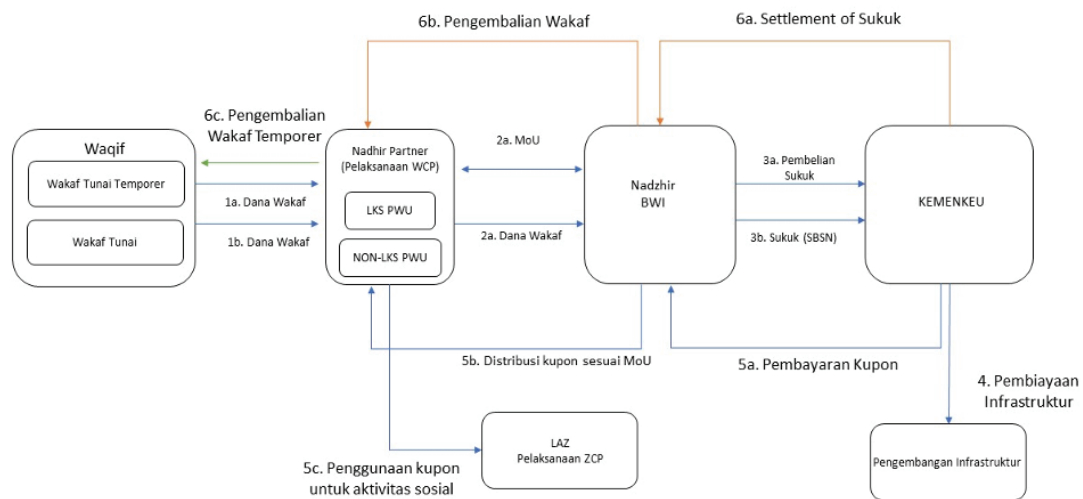 6b. Pengembalian Wakaf
6a. Settlement of Sukuk
6c. Pengembalian
Wakaf Temporer
Waqif
Wakaf Tunai Temporer
Wakaf Tunai
1a. Dana Wakaf
1b. Dana Wakaf
Nadhir Partner
(Pelaksanaan WCP)
LKS PWU
NON-LKS PWU
2a. MoU
2a. Dana Wakaf
Nadzhir
BWI
3a. Pembelian
Sukuk
3b. Sukuk (SBSN)
KEMENKEU
5b. Distribusi kupon sesuai MoU
5a. Pembayaran Kupon
4. Pembiayaan
Infrastruktur
5c. Penggunaan kupon
untuk aktivitas sosial
LAZ
Pelaksanaan ZCP
Pengembangan Infrastruktur